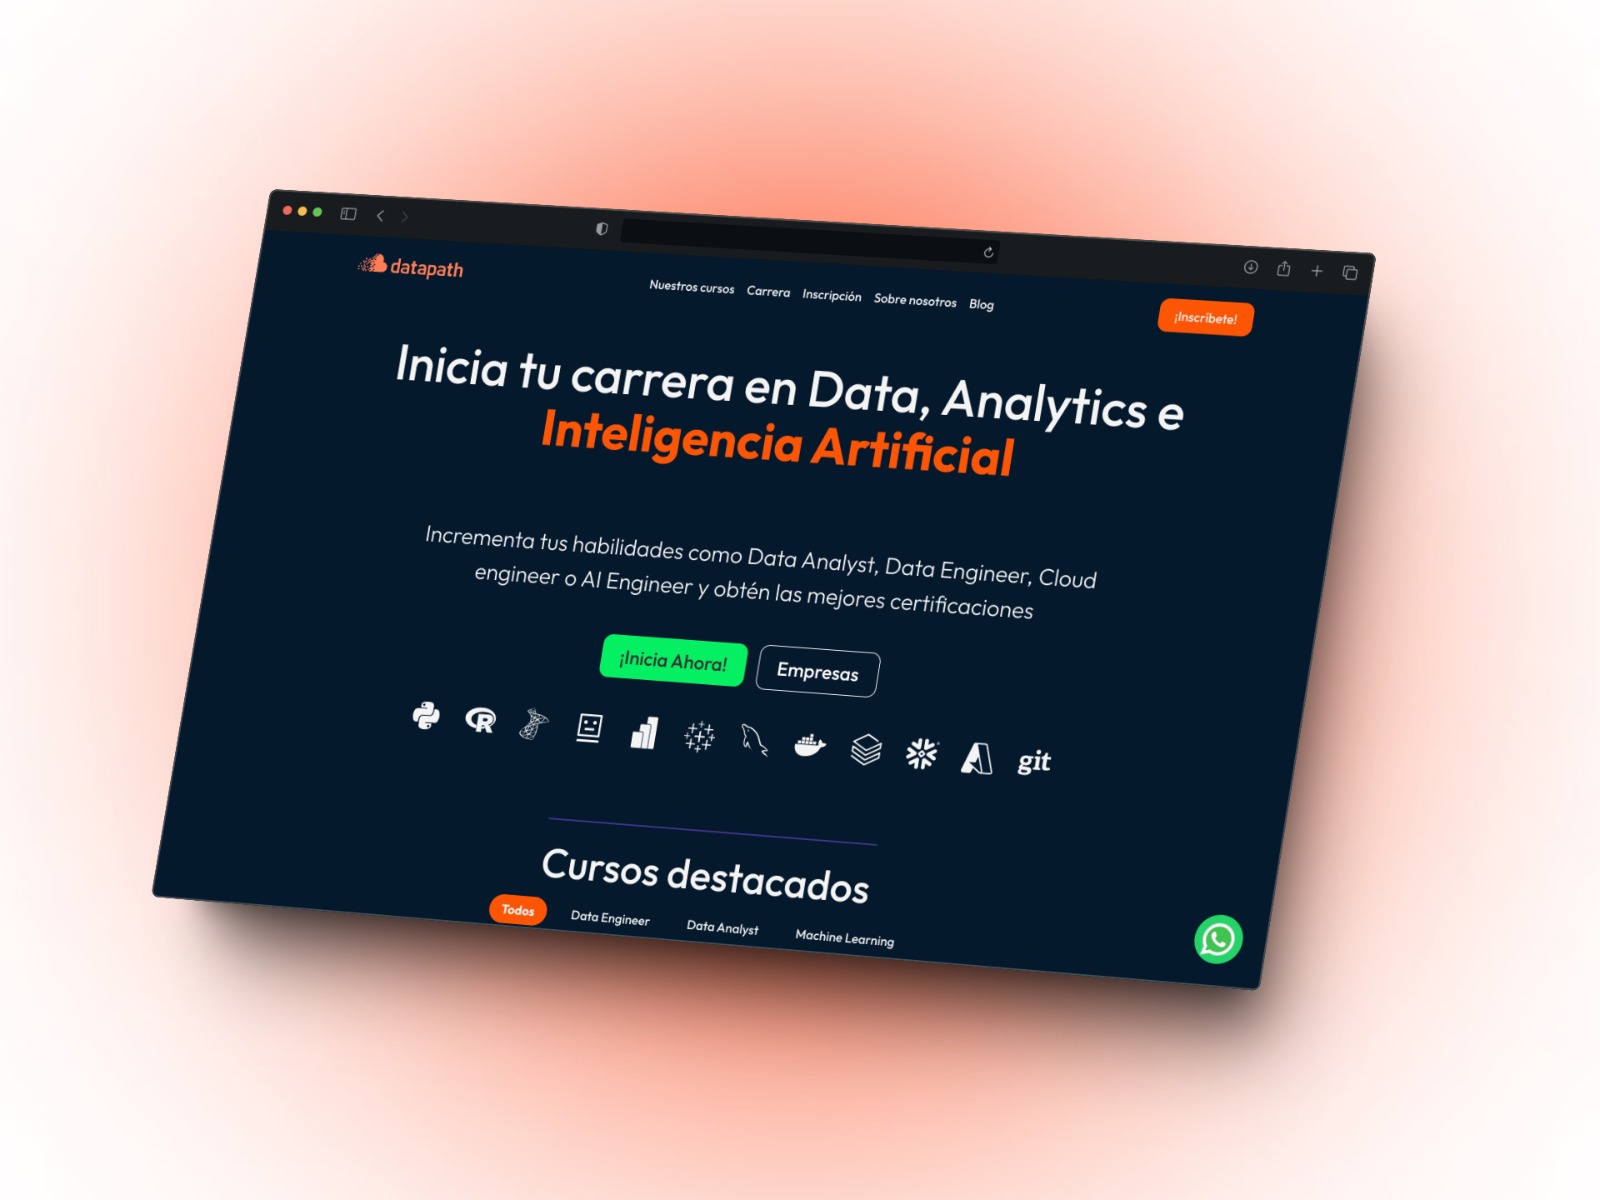 datapath
Nuestros cursos Carrera Inscripción Sobre nosotros Blog
¡Inscríbete!
Inicia tu carrera en Data, Analytics e
Inteligencia Artificial
Incrementa tus habilidades como Data Analyst, Data Engineer, Cloud
engineer o AI Engineer y obtén las mejores certificaciones
¡Inicia Ahora! Empresas
R
git
Cursos destacados
Todos Data Engineer Data Analyst Machine Learning